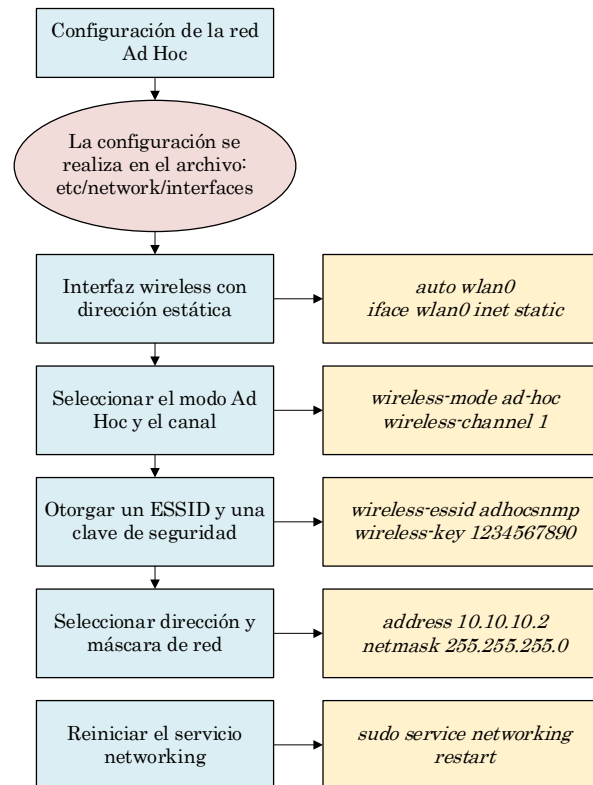 Configuración de la red
Ad Hoc
La configuración se
realiza en el archivo:
etc/network/interfaces
Interfaz wireless con
dirección estática
auto wlan0
iface wlan0 inet static
Seleccionar el modo Ad
Hoc y el canal
wireless-mode ad-hoc
wireless-channel 1
Otorgar un ESSID y una
clave de seguridad
wireless-essid adhocsnmp
wireless-key 1234567890
Seleccionar dirección y
máscara de red
address 10.10.10.2
netmask 255.255.255.0
Reiniciar el servicio
networking
sudo service networking
restart